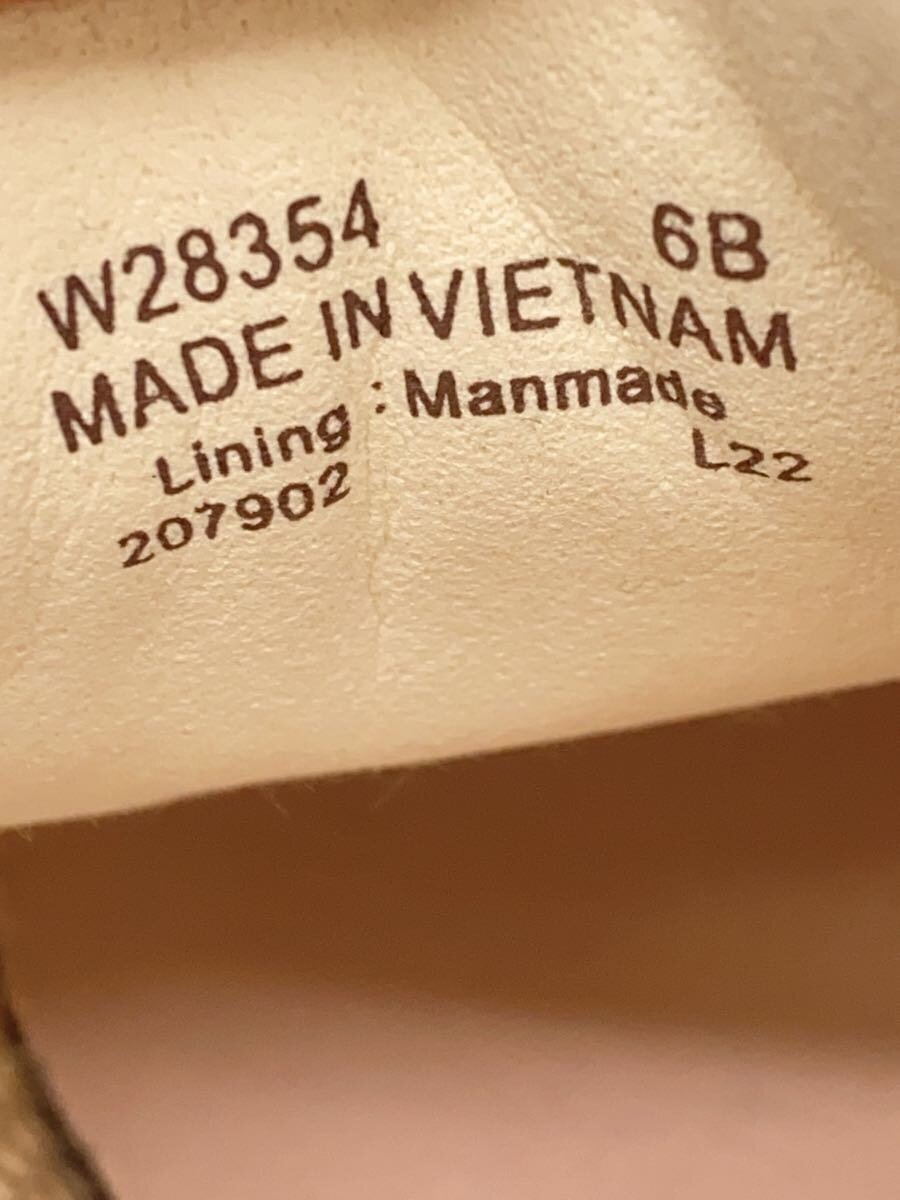 W28354 6B
MADE IN VIETNAM
Lining : Manmade
207902 L22